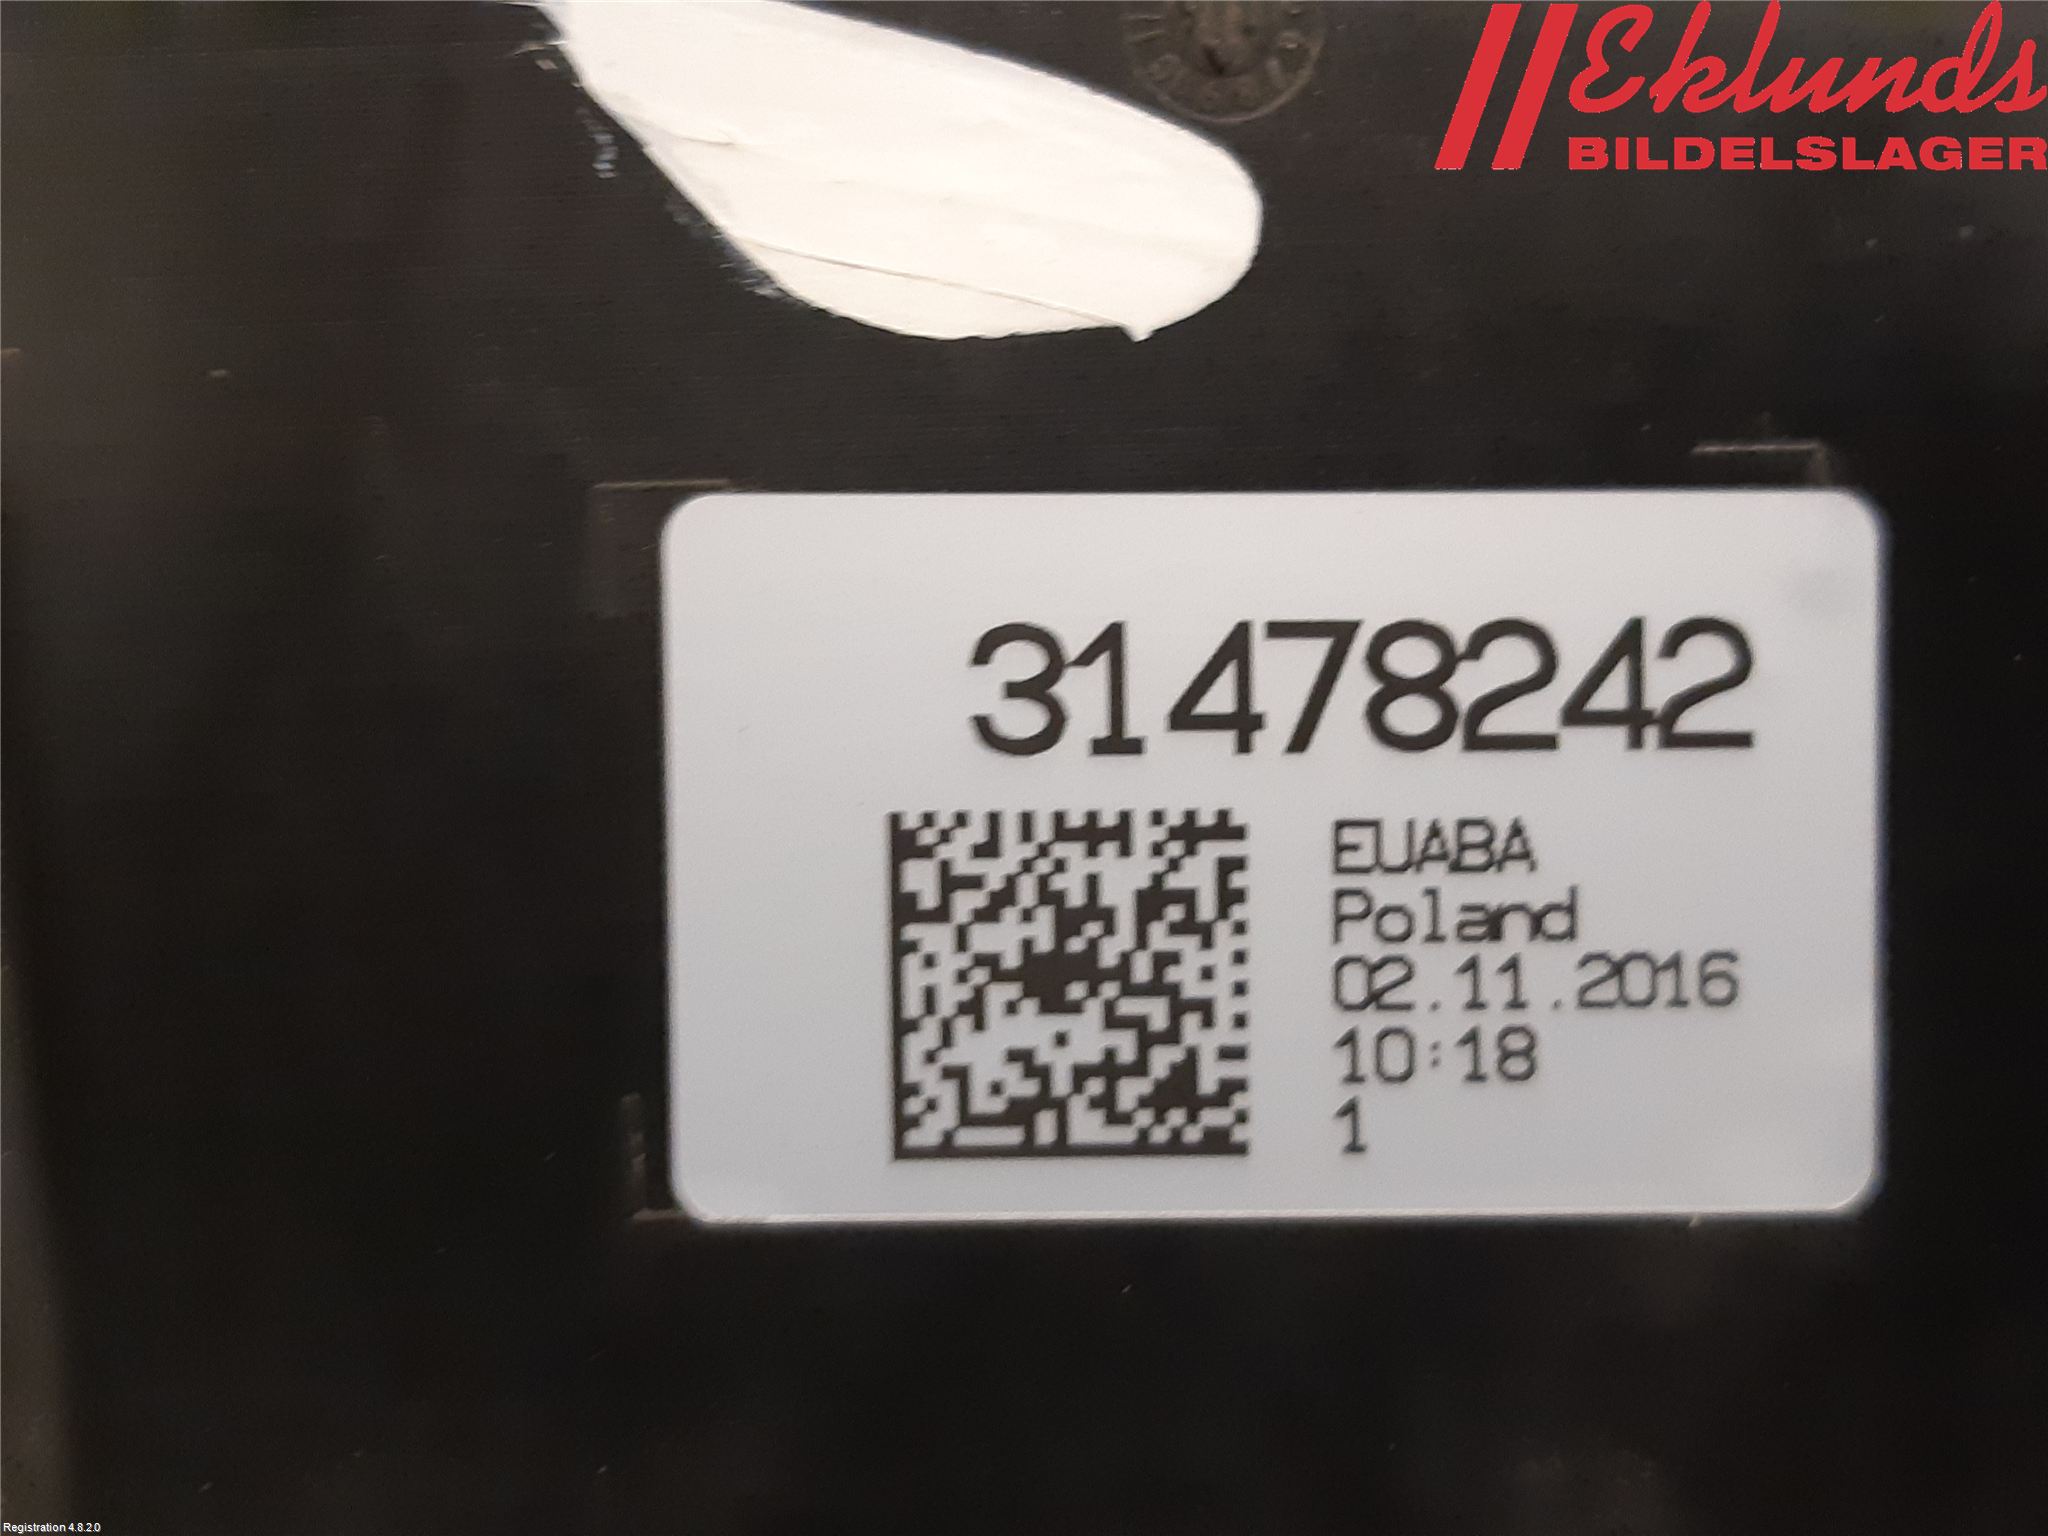 Eklunds
BILDELSLAGER
31478242
EUABA
Poland
02.11.2016
10:18
1
Registration 4.8.2.0